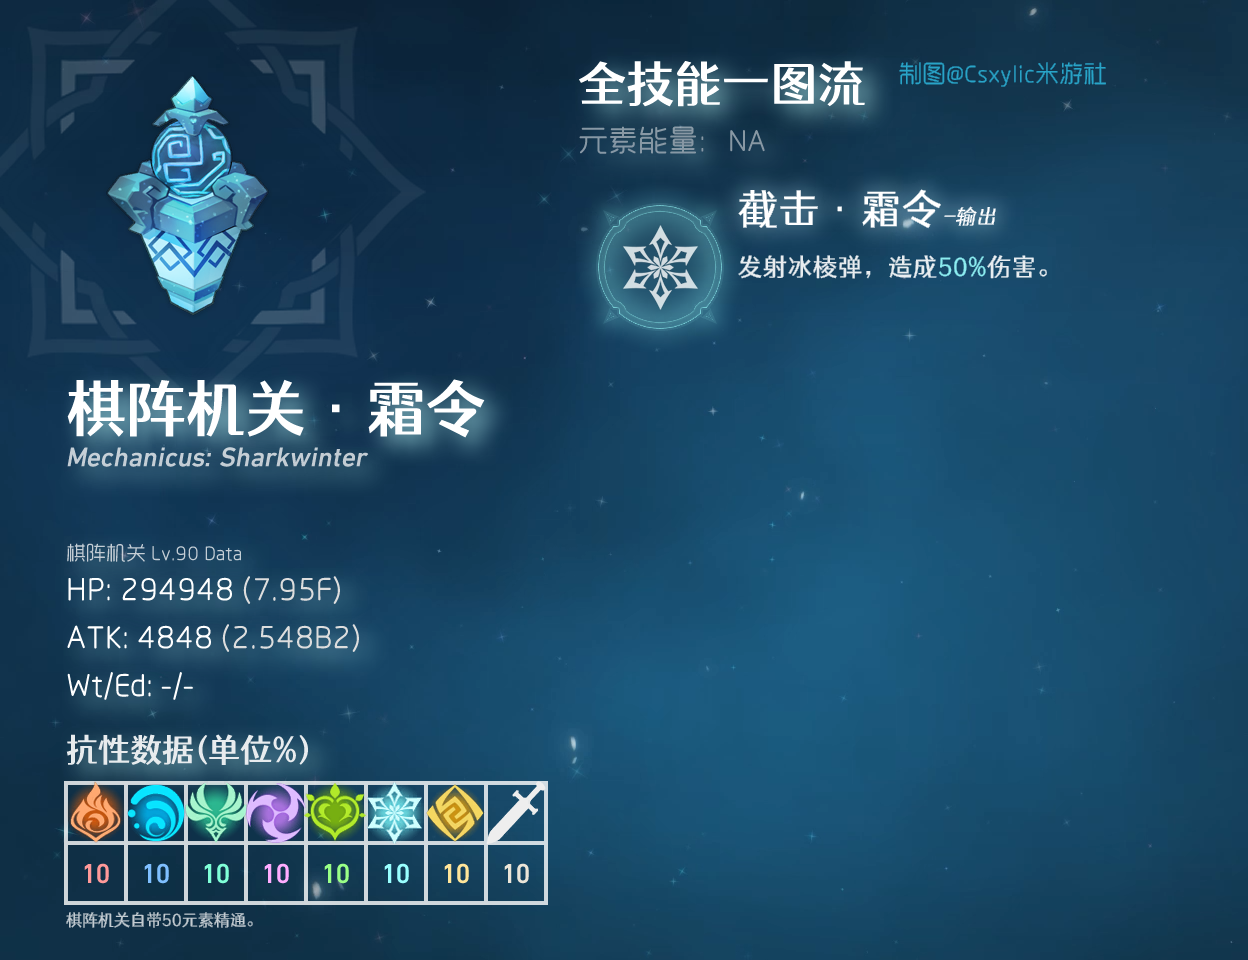 全技能一图流
制图@Csxylic米游社
元素能量: NA
截击·霜令-输出
发射冰棱弹，造成50%伤害。
棋阵机关·霜令
Mechanicus: Sharkwinter
棋阵机关 Lv.90 Data
HP: 294948 (7.95F)
ATK: 4848 (2.548B2)
Wt/Ed: -/-
抗性数据(单位%)
10 10 10 10 10 10 10 10
棋阵机关自带50元素精通。